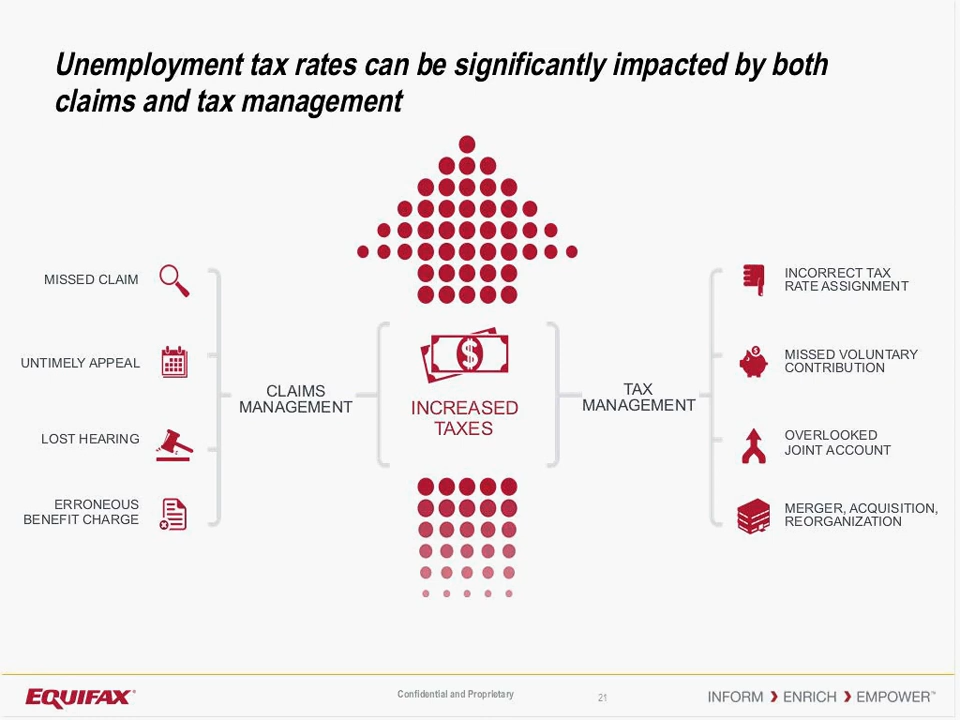 Unemployment tax rates can be significantly impacted by both
claims and tax management
MISSED CLAIM
UNTIMELY APPEAL
LOST HEARING
ERRONEOUS
BENEFIT CHARGE
CLAIMS
MANAGEMENT
$
INCREASED
TAXES
TAX
MANAGEMENT
INCORRECT TAX
RATE ASSIGNMENT
$
MISSED VOLUNTARY
CONTRIBUTION
OVERLOOKED
JOINT ACCOUNT
MERGER, ACQUISITION,
REORGANIZATION
EQUIFAX®
Confidential and Proprietary
21
INFORM ❯ ENRICH ❯ EMPOWER™